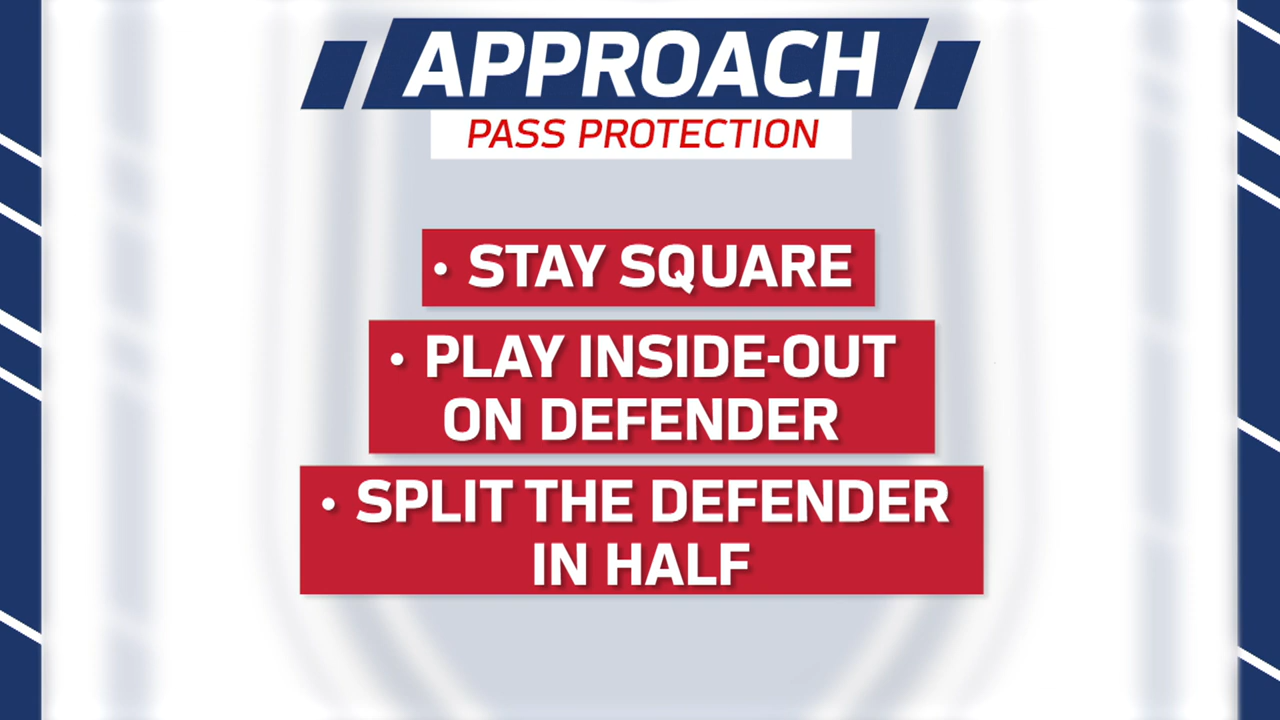 APPROACH
PASS PROTECTION
• STAY SQUARE
• PLAY INSIDE-OUT
ON DEFENDER
• SPLIT THE DEFENDER
IN HALF